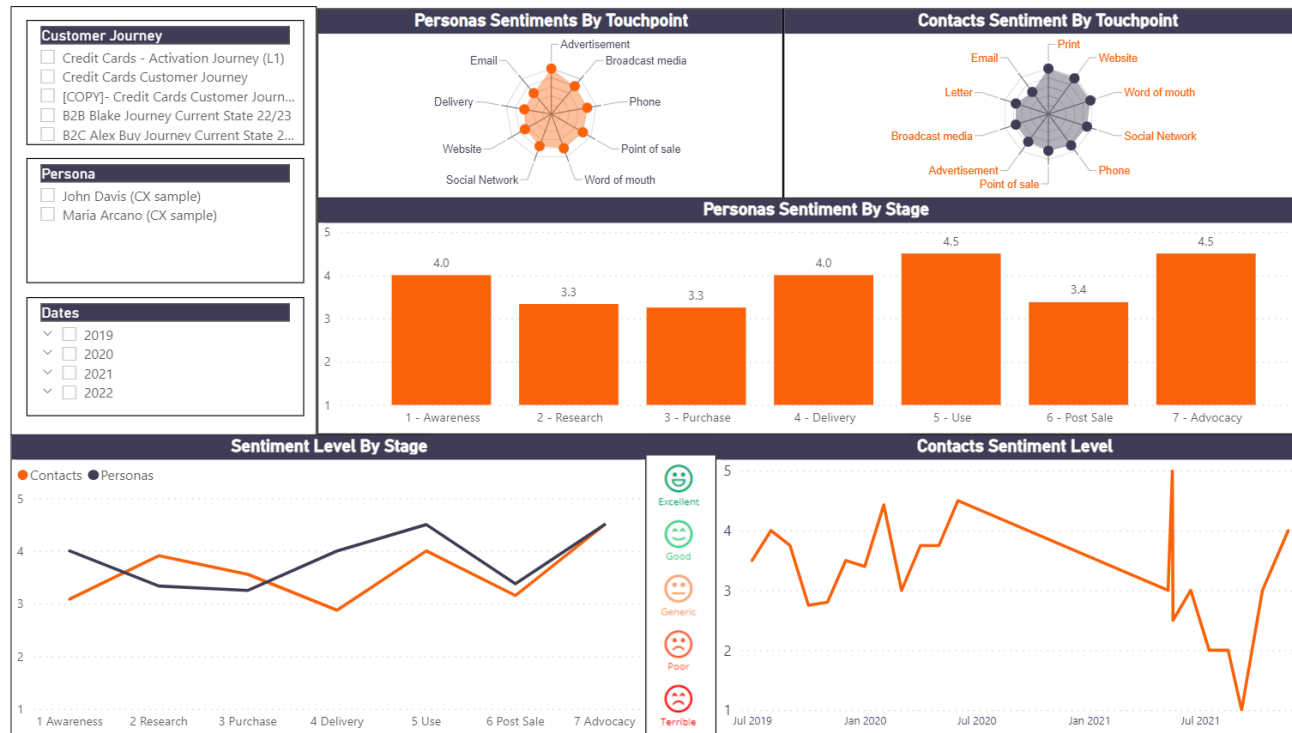 Customer Journey
Credit Cards - Activation Journey (L1)
Credit Cards Customer Journey
[COPY]- Credit Cards Customer Journ...
B2B Blake Journey Current State 22/23
B2C Alex Buy Journey Current State 2...
Persona
John Davis (CX sample)
Maria Arcano (CX sample)
Dates
2019
2020
2021
2022
Personas Sentiments By Touchpoint
Advertisement
Email
Broadcast media
Delivery
Phone
Website
Point of sale
Social Network
Word of mouth
Contacts Sentiment By Touchpoint
Print
Email
Website
Letter
Word of mouth
Broadcast media
Social Network
Advertisement
Phone
Point of sale
Personas Sentiment By Stage
5
4
3
2
1
4.0
3.3
3.3
4.0
4.5
3.4
4.5
1 - Awareness
2 - Research
3 - Purchase
4 - Delivery
5 - Use
6 - Post Sale
7 - Advocacy
Sentiment Level By Stage
Contacts
Personas
5
4
3
2
1
1 Awareness
2 Research
3 Purchase
4 Delivery
5 Use
6 Post Sale
7 Advocacy
Excellent
Good
Generic
Poor
Terrible
Contacts Sentiment Level
5
4
3
2
1
Jul 2019
Jan 2020
Jul 2020
Jan 2021
Jul 2021